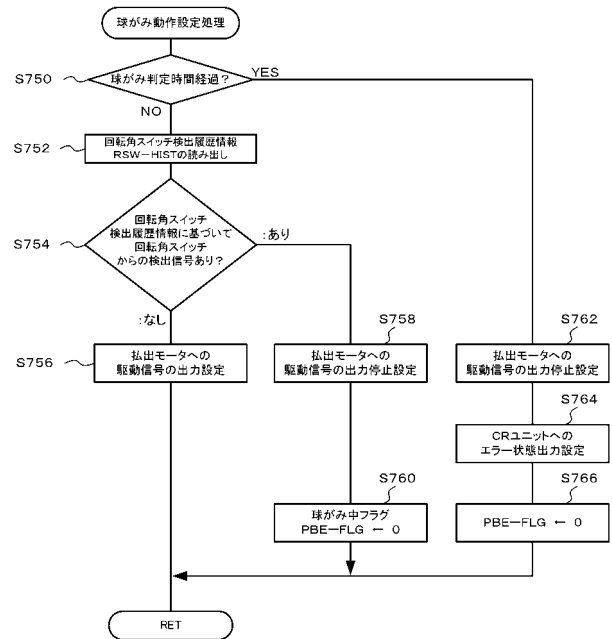 球がみ動作設定処理
S750
球がみ判定時間経過？
YES
NO
S752
回転角スイッチ検出履歴情報
RSW－HISTの読み出し
S754
回転角スイッチ
検出履歴情報に基づいて
回転角スイッチ
からの検出信号あり？
：あり
：なし
S756
払出モータへの
駆動信号の出力設定
S758
払出モータへの
駆動信号の出力停止設定
S762
払出モータへの
駆動信号の出力停止設定
S764
CRユニットへの
エラー状態出力設定
S760
球がみ中フラグ
PBE－FLG ← 0
S766
PBE－FLG ← 0
RET